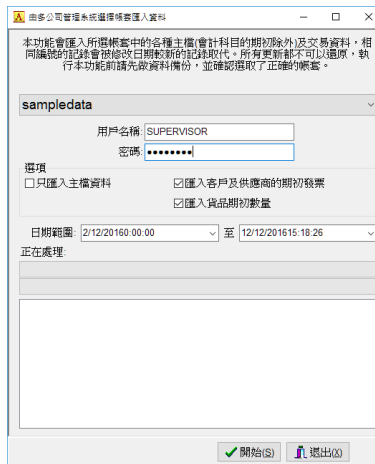 由多公司管理系統選擇帳套匯入資料
本功能會匯入所選帳套中的各種主檔(會計科目的期初除外)及交易資料，相
同編號的記錄會被修改日期較新的記錄取代。所有更新都不可以還原，執
行本功能前請先做資料備份，並確認選取了正確的帳套。
sampledata
用戶名稱: SUPERVISOR
密碼: ••••••••
選項
只匯入主檔資料 匯入客戶及供應商的期初發票
匯入貨品期初數量
日期範圍: 2/12/20160:00:00 至 12/12/201615:18:26
正在處理:
開始(S) 退出(X)